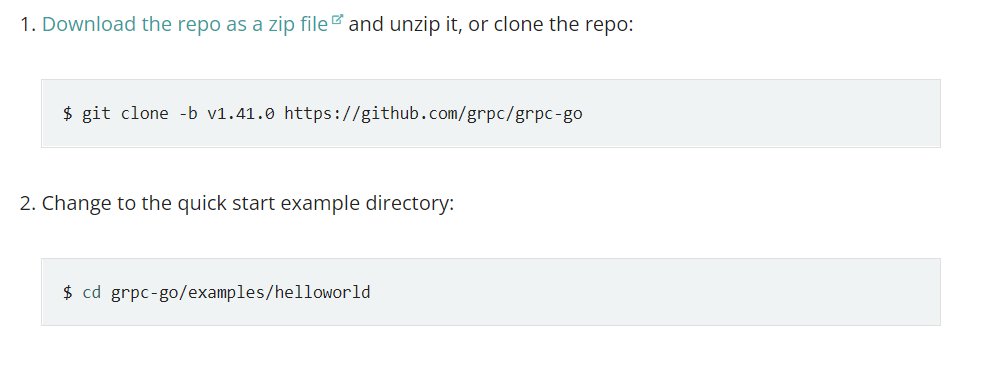 1. Download the repo as a zip file and unzip it, or clone the repo:
$ git clone -b v1.41.0 https://github.com/grpc/grpc-go
2. Change to the quick start example directory:
$ cd grpc-go/examples/helloworld